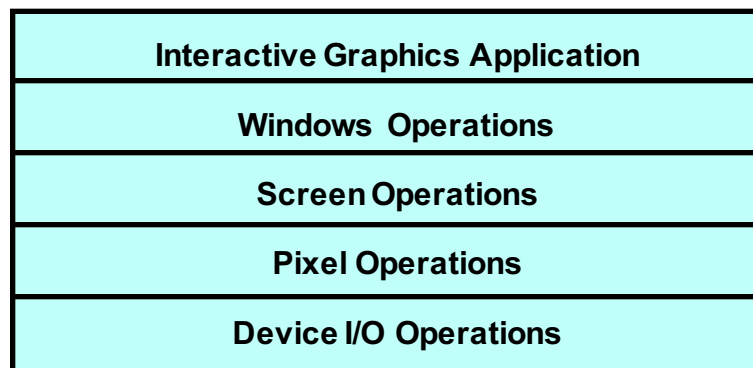 Interactive Graphics Application
Windows Operations
Screen Operations
Pixel Operations
Device I/O Operations